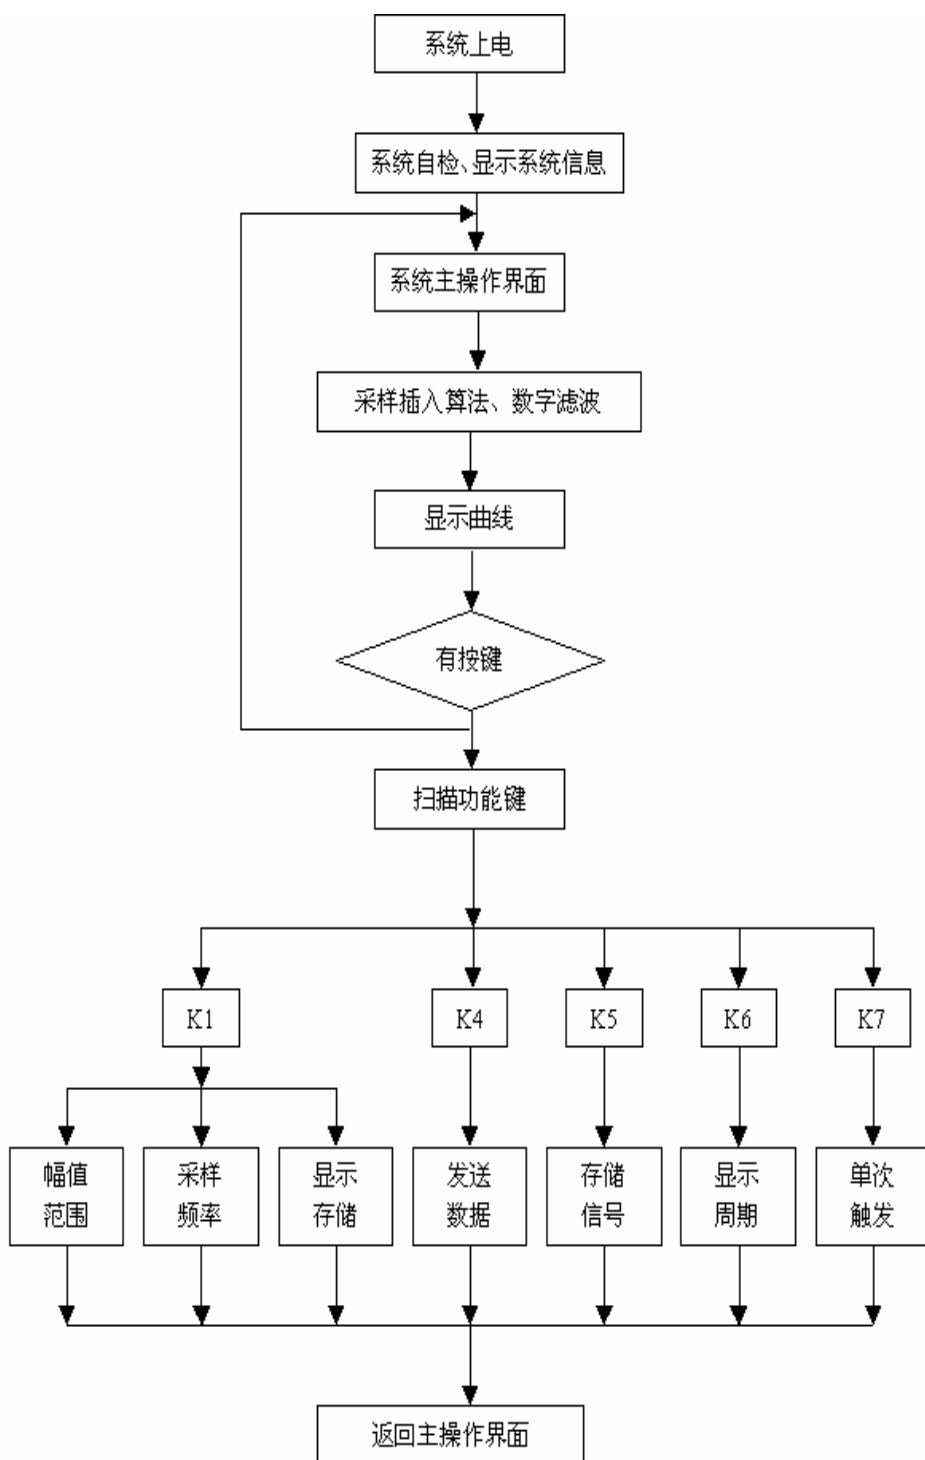 系统上电
系统自检、显示系统信息
系统主操作界面
采样插入算法、数字滤波
显示曲线
有按键
扫描功能键
K1
K4
K5
K6
K7
幅值
范围
采样
频率
显示
存储
发送
数据
存储
信号
显示
周期
单次
触发
返回主操作界面